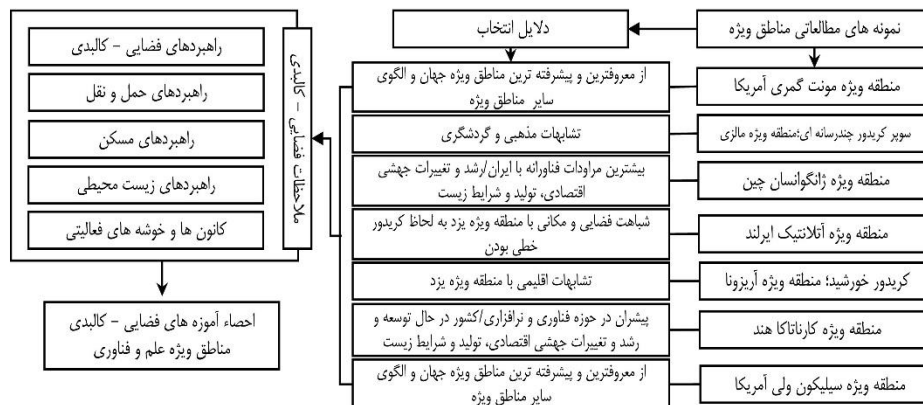 نمونه های مطالعاتی مناطق ویژه
دلایل انتخاب
منطقه ویژه مونت گمری آمریکا
از معروفترین و پیشرفته ترین مناطق ویژه جهان و الگوی
سایر مناطق ویژه
سوپر کریدور چندرسانه ای؛منطقه ویژه مالزی
تشابهات مذهبی و گردشگری
منطقه ویژه ژانگوانسان چین
بیشترین مراودات فناورانه با ایران/رشد و تغییرات جهشی
اقتصادی، تولید و شرایط زیست
منطقه ویژه آتلانتیک ایرلند
شباهت فضایی و مکانی با منطقه ویژه یزد به لحاظ کریدور
خطی بودن
کریدور خورشید؛ منطقه ویژه آریزونا
تشابهات اقلیمی با منطقه ویژه یزد
منطقه ویژه کارناتاکا هند
پیشران در حوزه فناوری و نرافزاری/کشور در حال توسعه و
رشد و تغییرات جهشی اقتصادی، تولید و شرایط زیست
منطقه ویژه سیلیکون ولی آمریکا
از معروفترین و پیشرفته ترین مناطق ویژه جهان و الگوی
سایر مناطق ویژه
ملاحظات فضایی – کالبدی
راهبردهای فضایی – کالبدی
راهبردهای حمل و نقل
راهبردهای مسکن
راهبردهای زیست محیطی
کانون ها و خوشه های فعالیتی
احصاء آموزه های فضایی – کالبدی
مناطق ویژه علم و فناوری